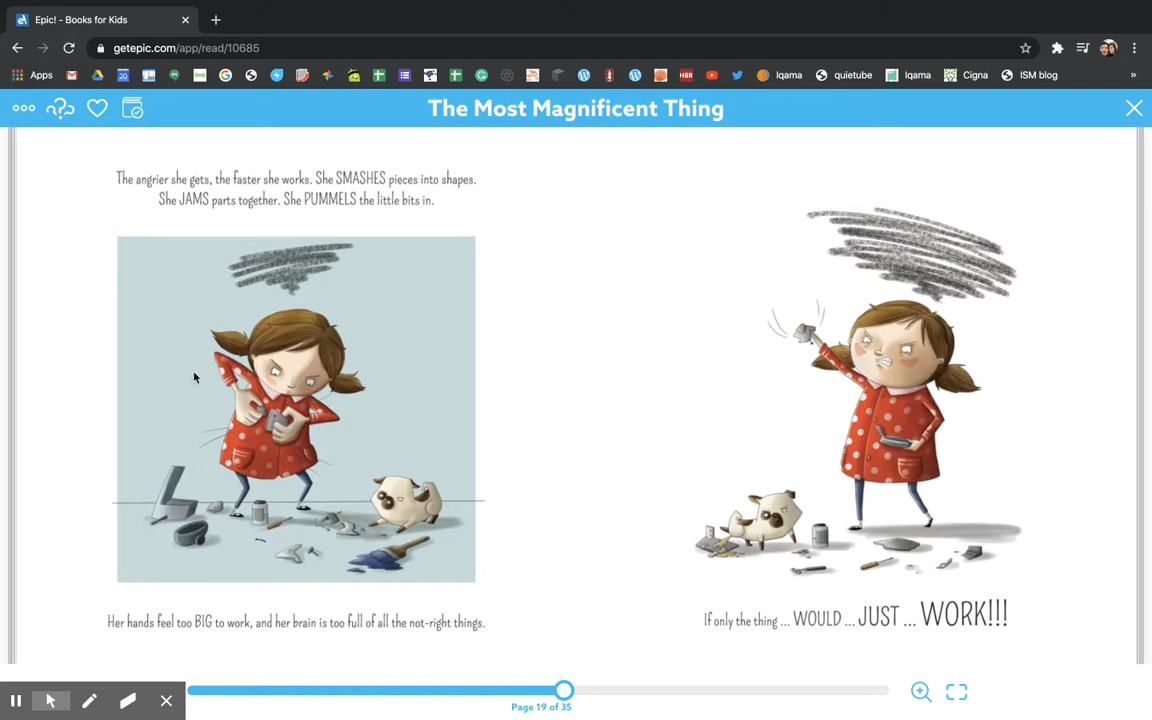 Epic! - Books for Kids
getepic.com/app/read/10685
Apps
20
HBR
Iqama
quietube
Iqama
Cigna
ISM blog
»
The Most Magnificent Thing
The angrier she gets, the faster she works. She SMASHES pieces into shapes.
She JAMS parts together. She PUMMELS the little bits in.
Her hands feel too BIG to work, and her brain is too full of all the not-right things.
If only the thing ... WOULD ... JUST ... WORK!!!
Page 19 of 35